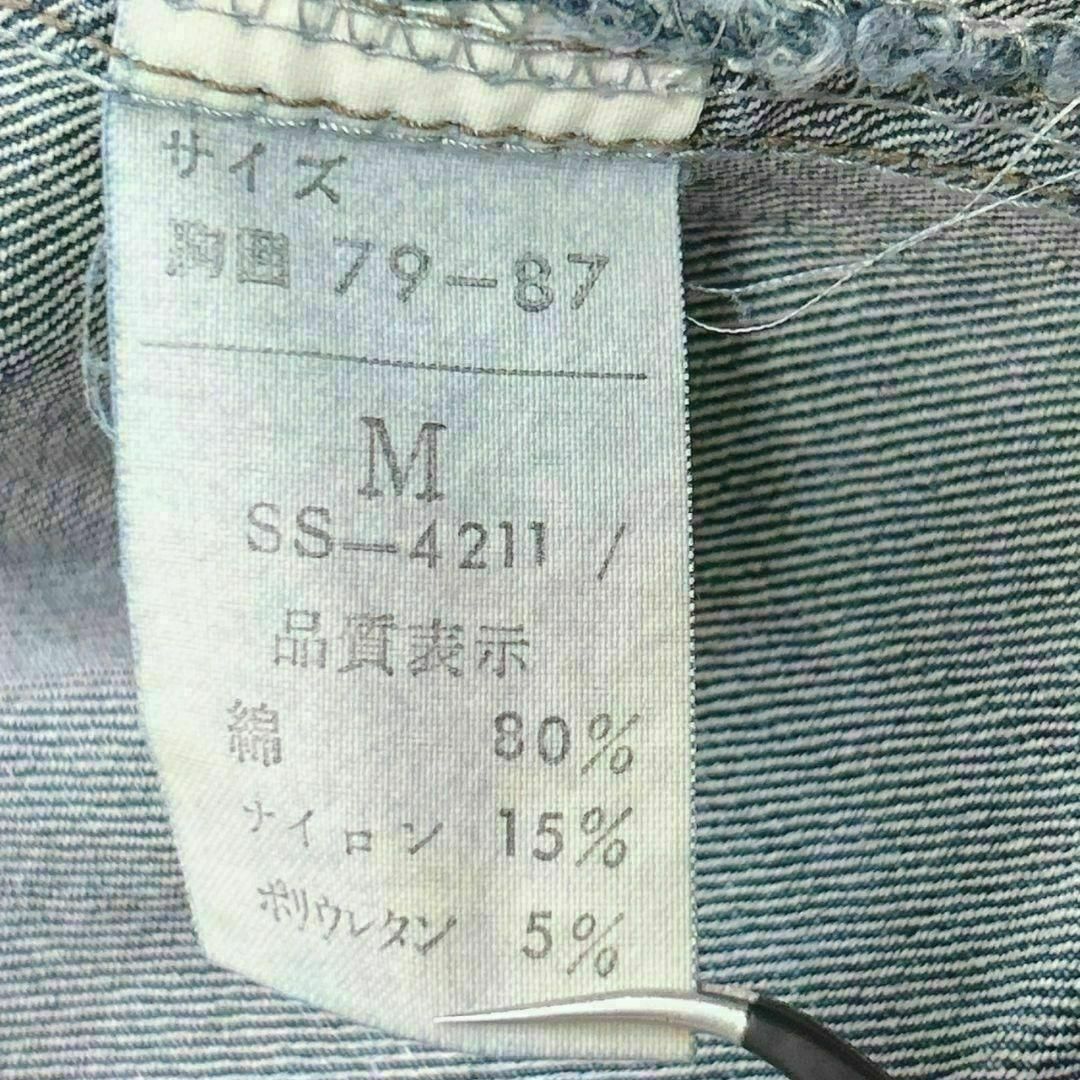 サイズ
胸囲 79-87
M
SS-4211 /
品質表示
綿 80%
ナイロン 15%
ポリウレタン 5%